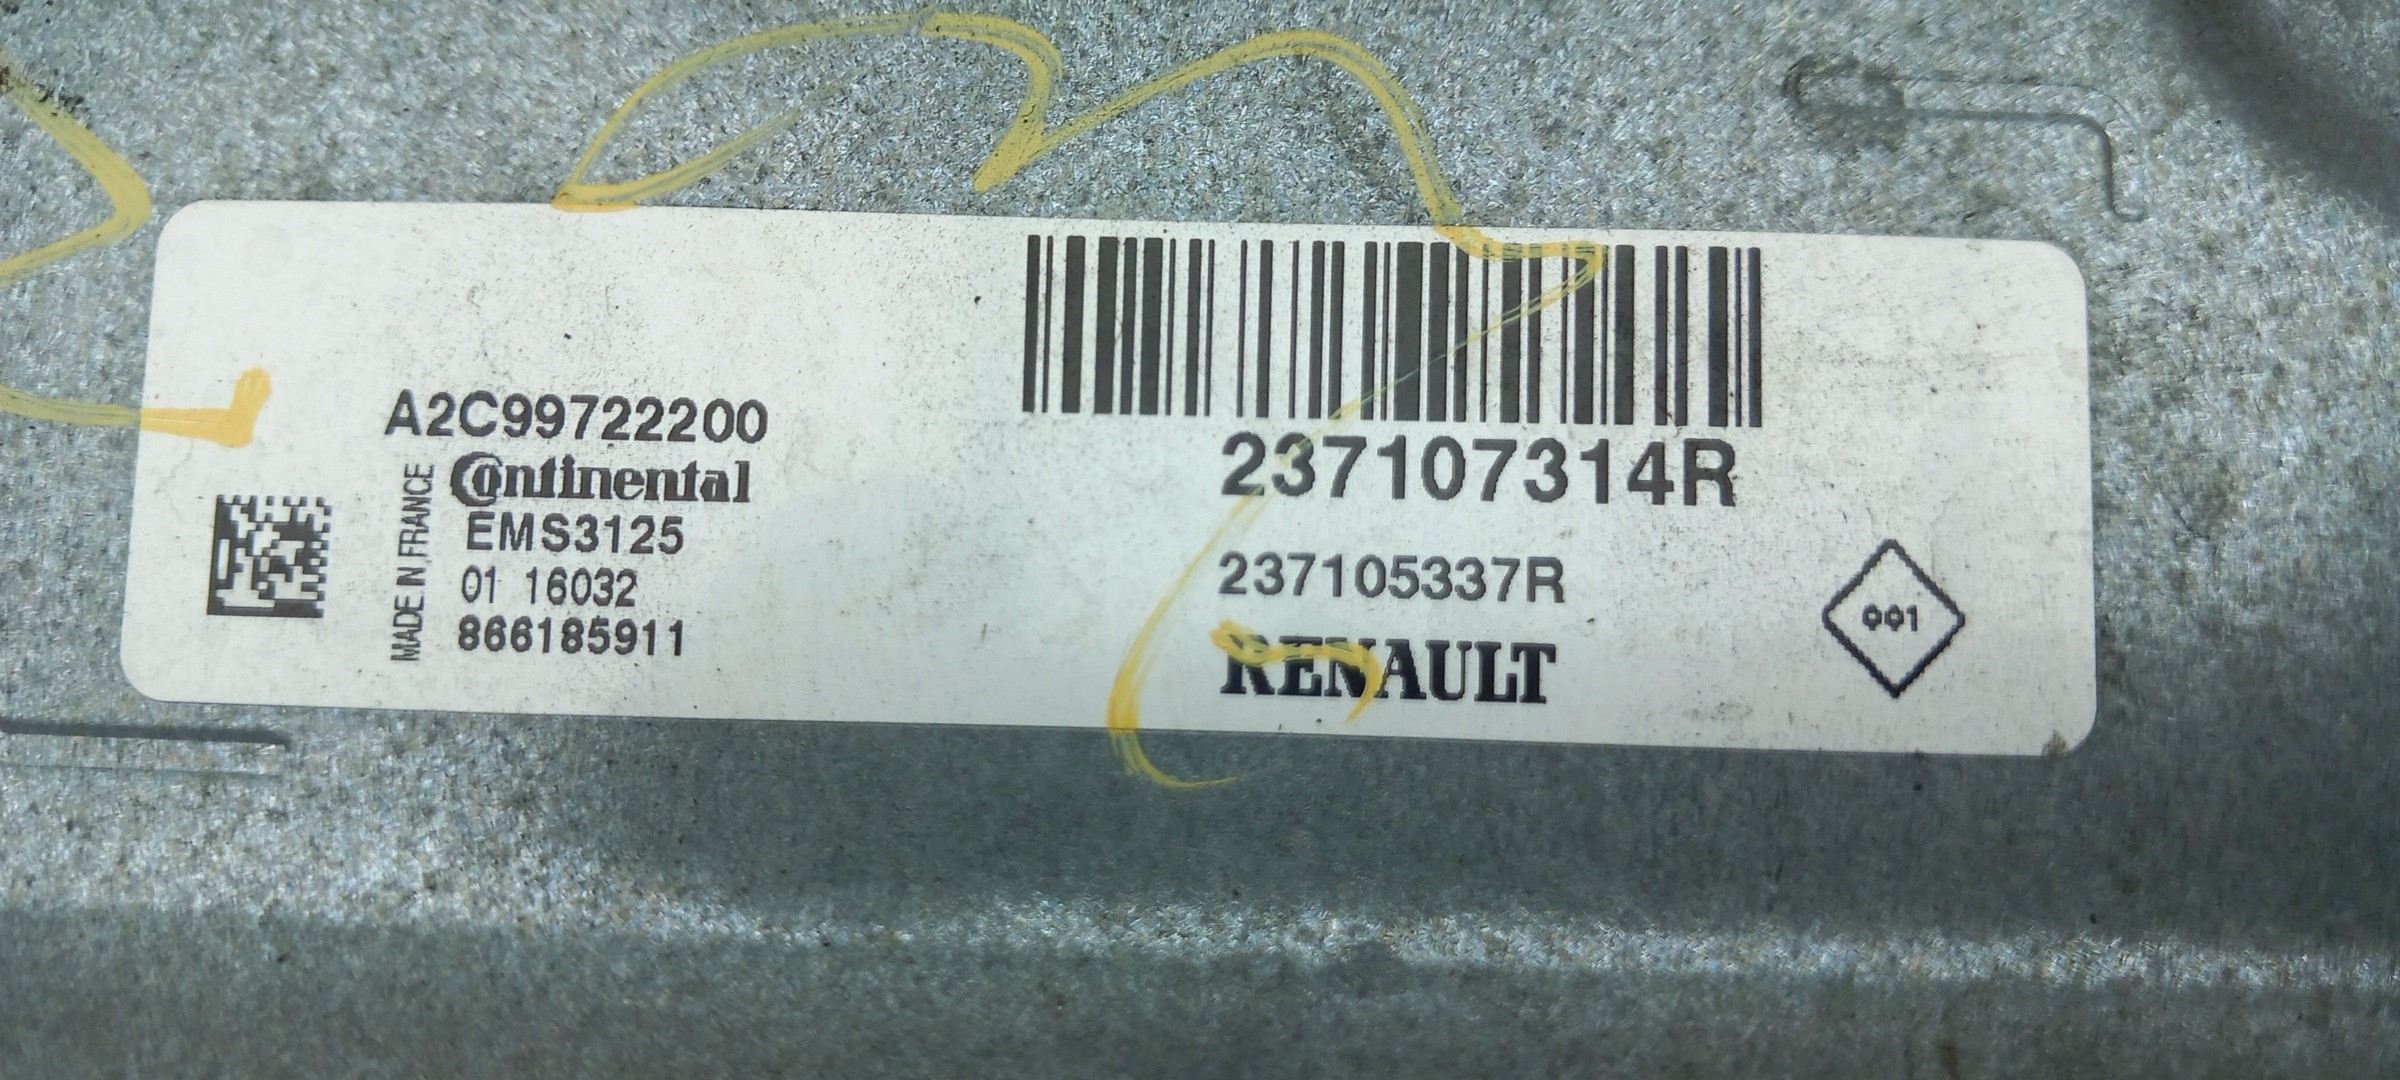 A2C99722200
Continental
EMS3125
01 16032
866185911
MADE IN FRANCE
237107314R
237105337R
RENAULT
001